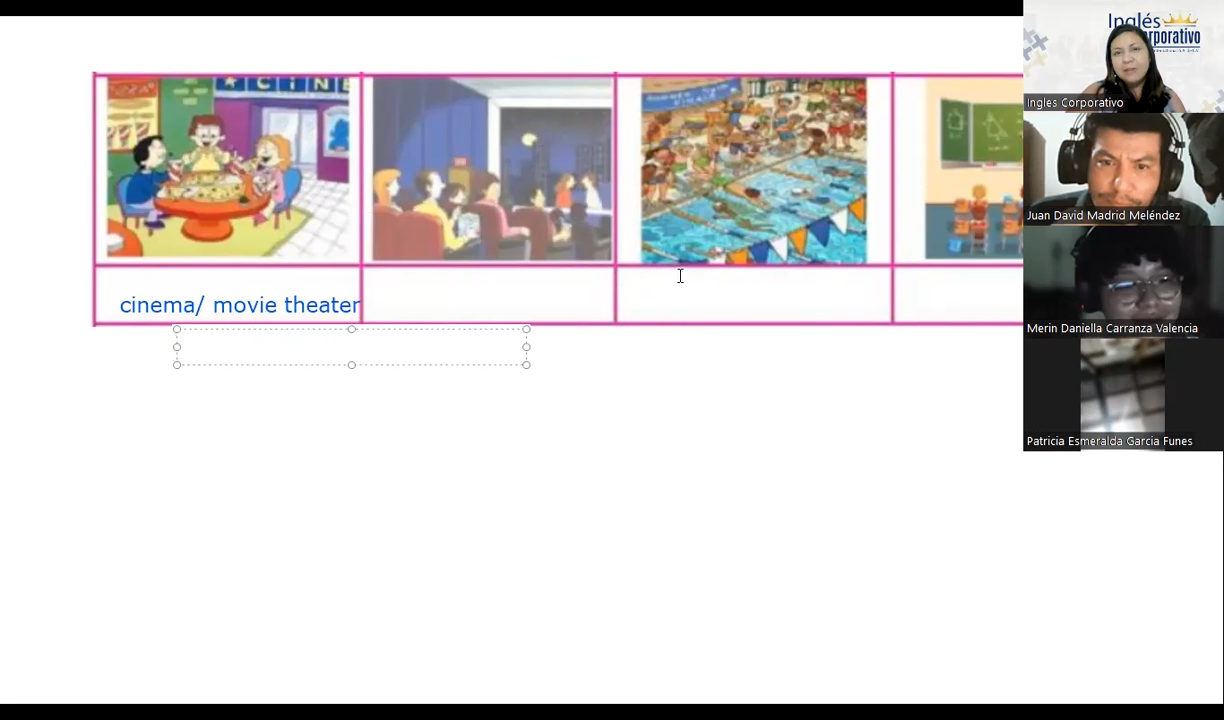 Inglés
Corporativo
CINE
cinema/ movie theater
Ingles Corporativo
Juan David Madrid Meléndez
Merin Daniella Carranza Valencia
Patricia Esmeralda Garcia Funes